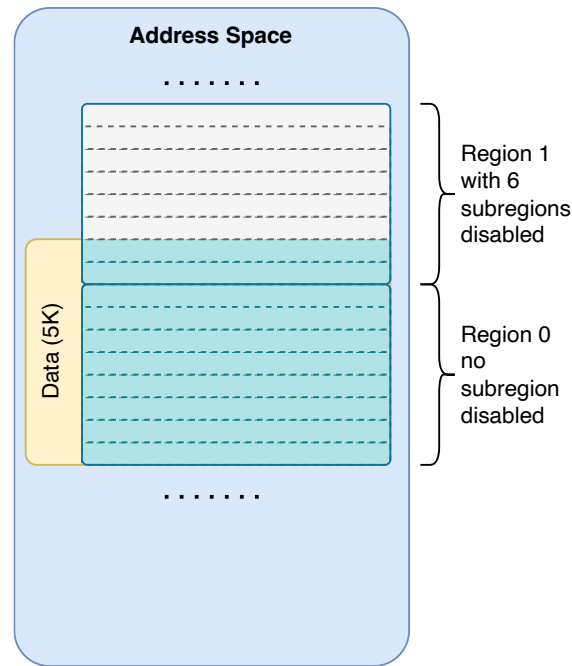 Address Space
. . . . . . .
Region 1
with 6
subregions
disabled
Data (5K)
Region 0
no
subregion
disabled
. . . . . . .